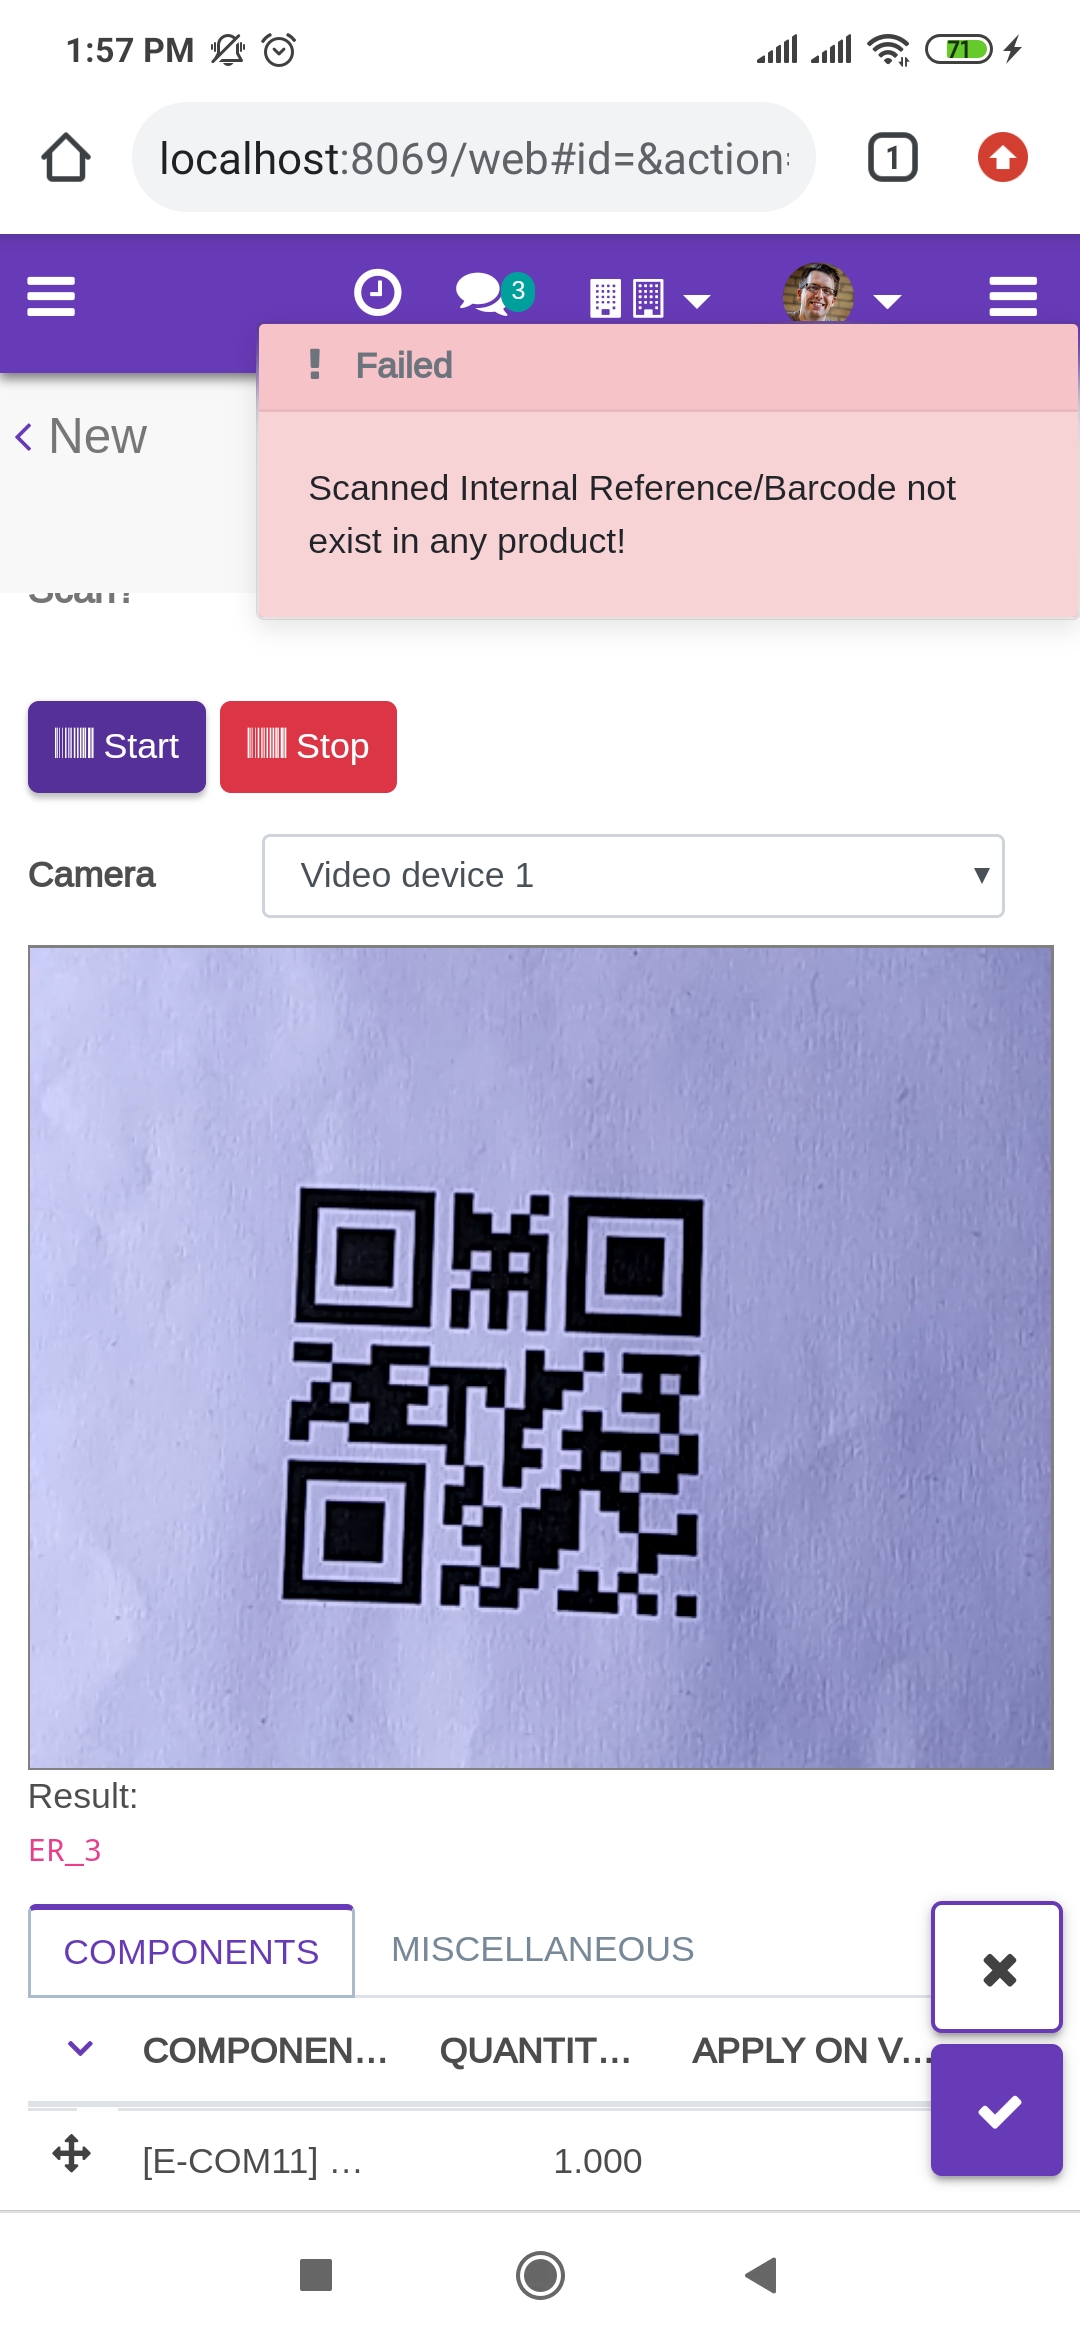 1:57 PM
71
localhost:8069/web#id=&action
1
3
Failed
New
Scanned Internal Reference/Barcode not
exist in any product!
Scan!
Start
Stop
Camera
Video device 1
Result:
ER_3
COMPONENTS
MISCELLANEOUS
COMPONEN...
QUANTIT...
APPLY ON V...
[E-COM11] ...
1.000